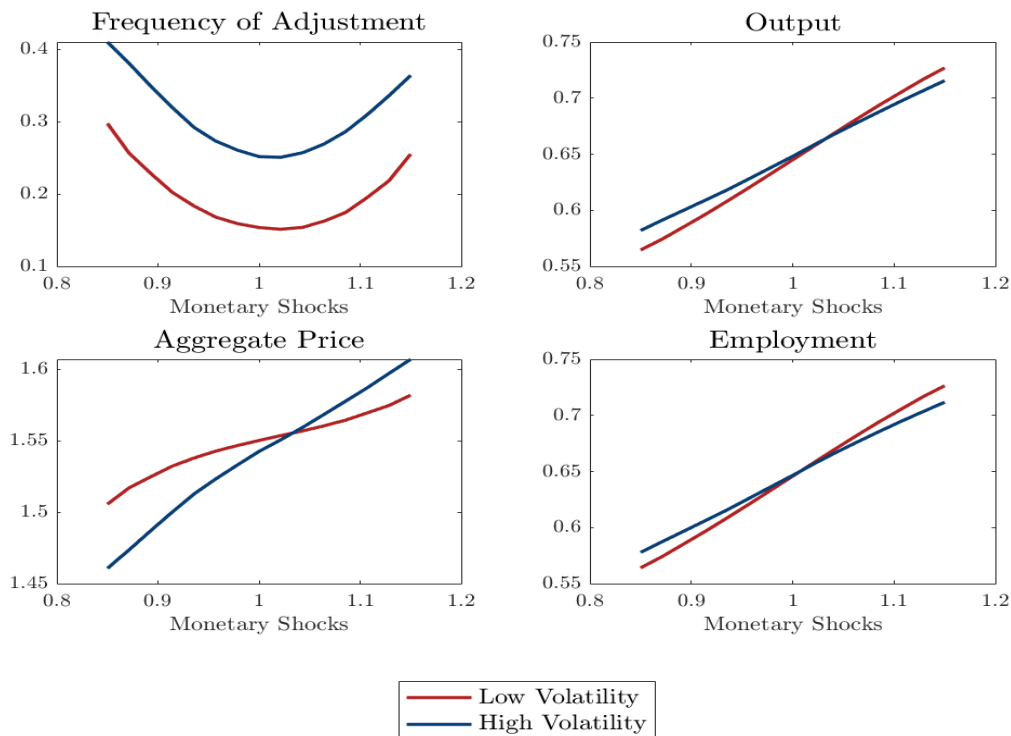 Frequency of Adjustment
0.4
0.3
0.2
0.1
0.8 0.9 1 1.1 1.2
Monetary Shocks
Output
0.75
0.7
0.65
0.6
0.55
0.8 0.9 1 1.1 1.2
Monetary Shocks
Aggregate Price
1.6
1.55
1.5
1.45
0.8 0.9 1 1.1 1.2
Monetary Shocks
Employment
0.75
0.7
0.65
0.6
0.55
0.8 0.9 1 1.1 1.2
Monetary Shocks
Low Volatility
High Volatility